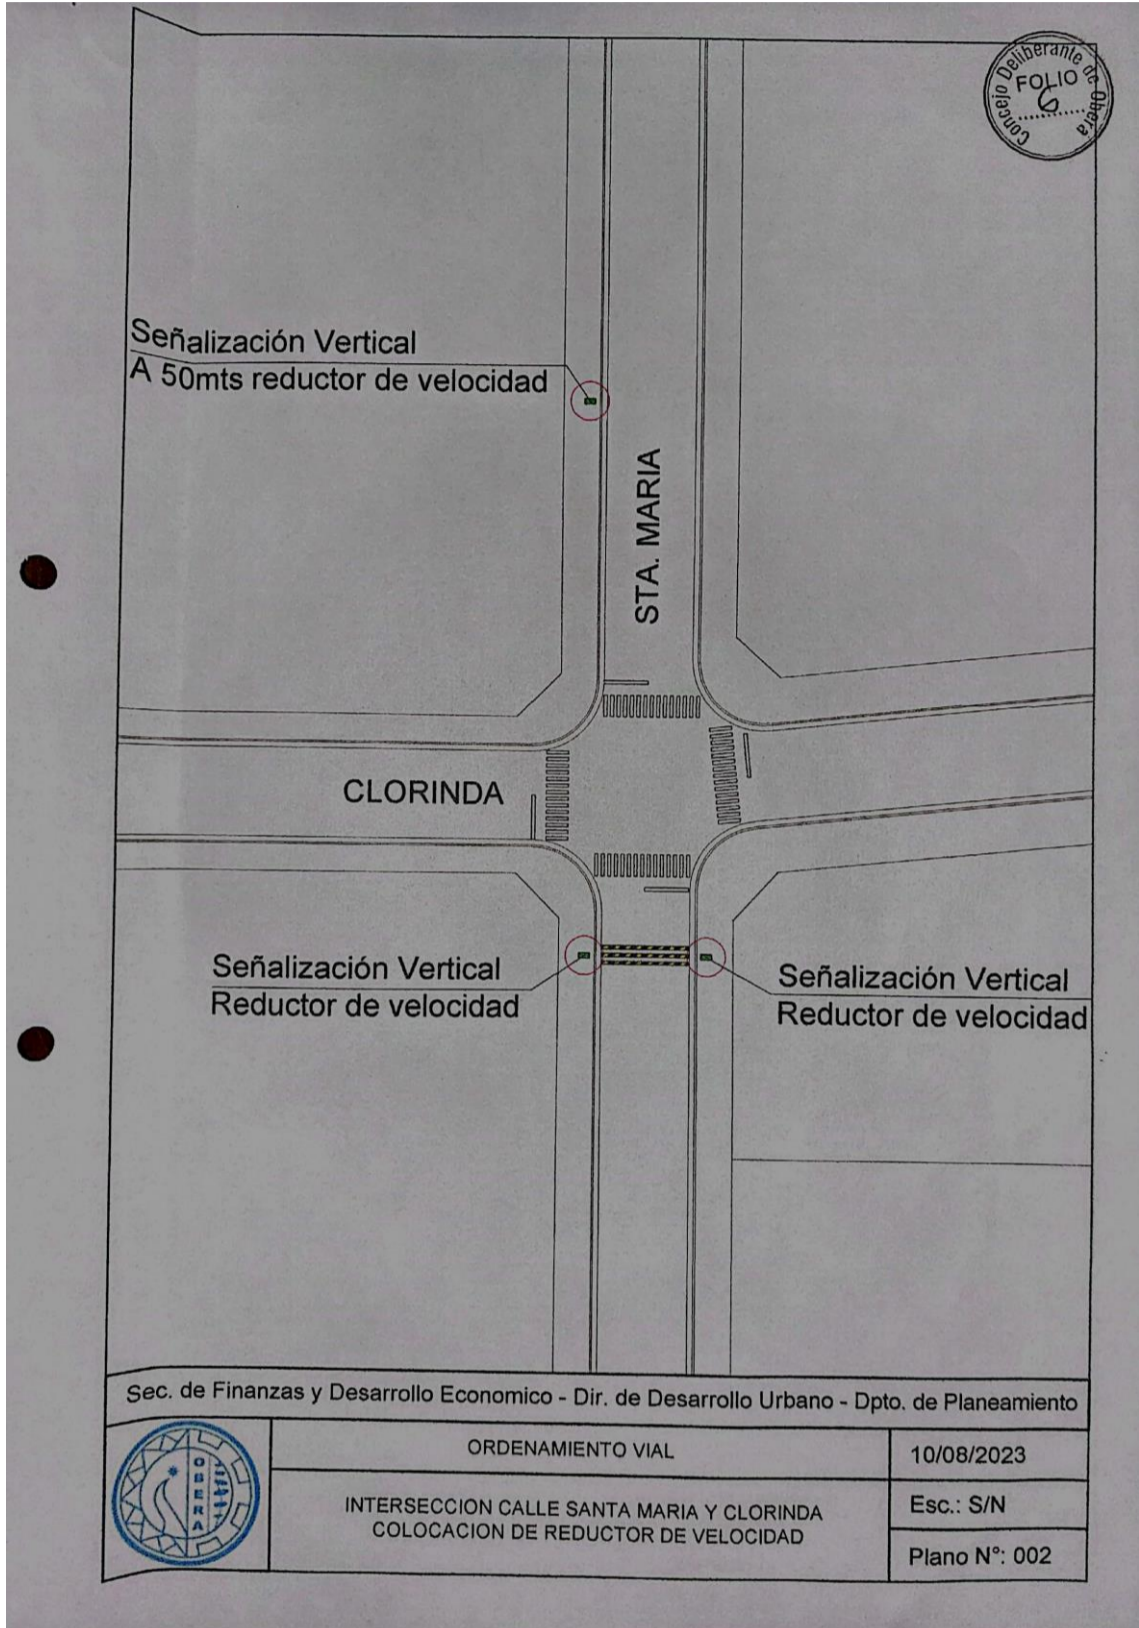 Concejo Deliberante de Obera
FOLIO
6
Señalización Vertical
A 50mts reductor de velocidad
STA. MARIA
CLORINDA
Señalización Vertical
Reductor de velocidad
Señalización Vertical
Reductor de velocidad
Sec. de Finanzas y Desarrollo Economico - Dir. de Desarrollo Urbano - Dpto. de Planeamiento
OBERA
ORDENAMIENTO VIAL
10/08/2023
INTERSECCION CALLE SANTA MARIA Y CLORINDA
COLOCACION DE REDUCTOR DE VELOCIDAD
Esc.: S/N
Plano N°: 002